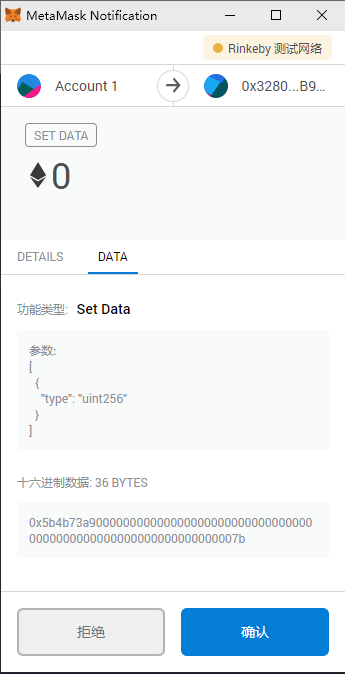 MetaMask Notification
Rinkeby 测试网络
Account 1
0x3280...B9...
SET DATA
0
DETAILS
DATA
功能类型: Set Data
参数:
[
{
"type": "uint256"
}
]
十六进制数据: 36 BYTES
0x5b4b73a900000000000000000000000000000000
0000000000000000000000000000007b
拒绝
确认